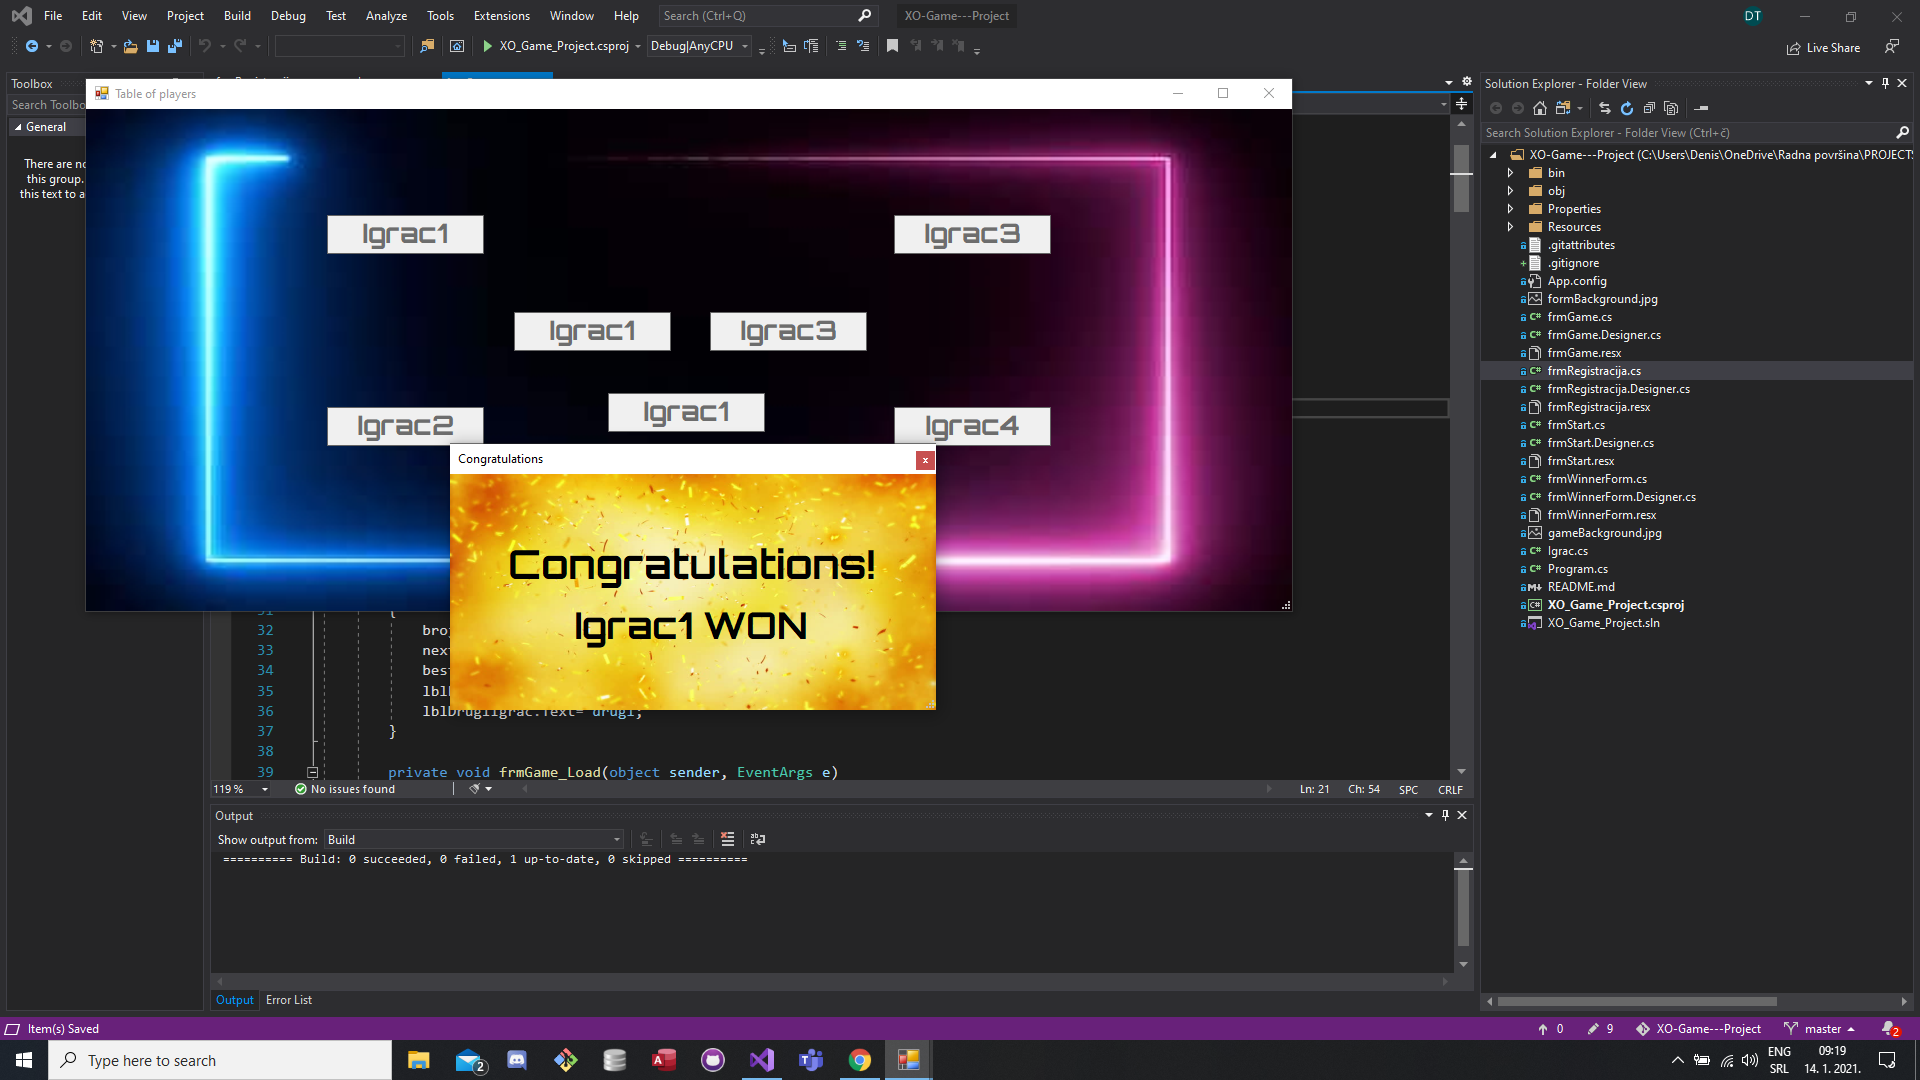 File Edit View Project Build Debug Test Analyze Tools Extensions Window Help Search (Ctrl+Q) XO-Game---Project DT
XO_Game_Project.csproj Debug|AnyCPU Live Share
Toolbox
Search Toolbo
General
There are no
this group.
this text to a
Table of players
Igrac1
Igrac3
Igrac1
Igrac3
Igrac1
Igrac2
Igrac4
Congratulations
Congratulations!
Igrac1 WON
{
32 bro
33 nex
34 bes
35 lbl
36
37 }
38
39 private void frmGame_Load(object sender, EventArgs e)
119 % No issues found Ln: 21 Ch: 54 SPC CRLF
Output
Show output from: Build
========== Build: 0 succeeded, 0 failed, 1 up-to-date, 0 skipped ==========
Output Error List
Solution Explorer - Folder View
Search Solution Explorer - Folder View (Ctrl+č)
XO-Game---Project (C:\Users\Denis\OneDrive\Radna površina\PROJECTS
bin
obj
Properties
Resources
.gitattributes
.gitignore
App.config
formBackground.jpg
frmGame.cs
frmGame.Designer.cs
frmGame.resx
frmRegistracija.cs
frmRegistracija.Designer.cs
frmRegistracija.resx
frmStart.cs
frmStart.Designer.cs
frmStart.resx
frmWinnerForm.cs
frmWinnerForm.Designer.cs
frmWinnerForm.resx
gameBackground.jpg
Igrac.cs
Program.cs
README.md
XO_Game_Project.csproj
XO_Game_Project.sln
Item(s) Saved 0 9 XO-Game---Project master 2
Type here to search 2 ENG 09:19
SRL 14. 1. 2021.